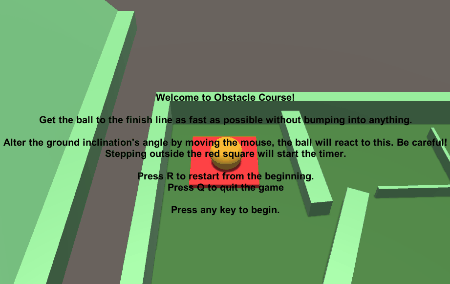 Welcome to Obstacle Course!
Get the ball to the finish line as fast as possible without bumping into anything.
Alter the ground inclination's angle by moving the mouse, the ball will react to this. Be careful!
Stepping outside the red square will start the timer.
Press R to restart from the beginning.
Press Q to quit the game
Press any key to begin.